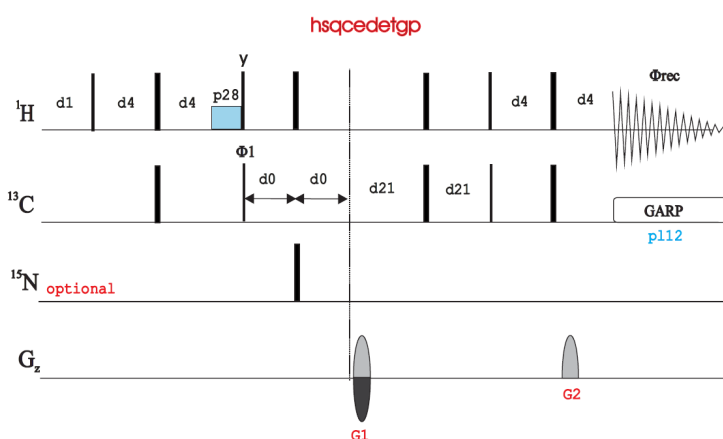 hsqcedetgp
y
Φrec
¹H d1 d4 d4 p28 d4 d4
Φ1
¹³C d0 d0 d21 d21 GARP
pl12
¹⁵N optional
G_z
G1
G2